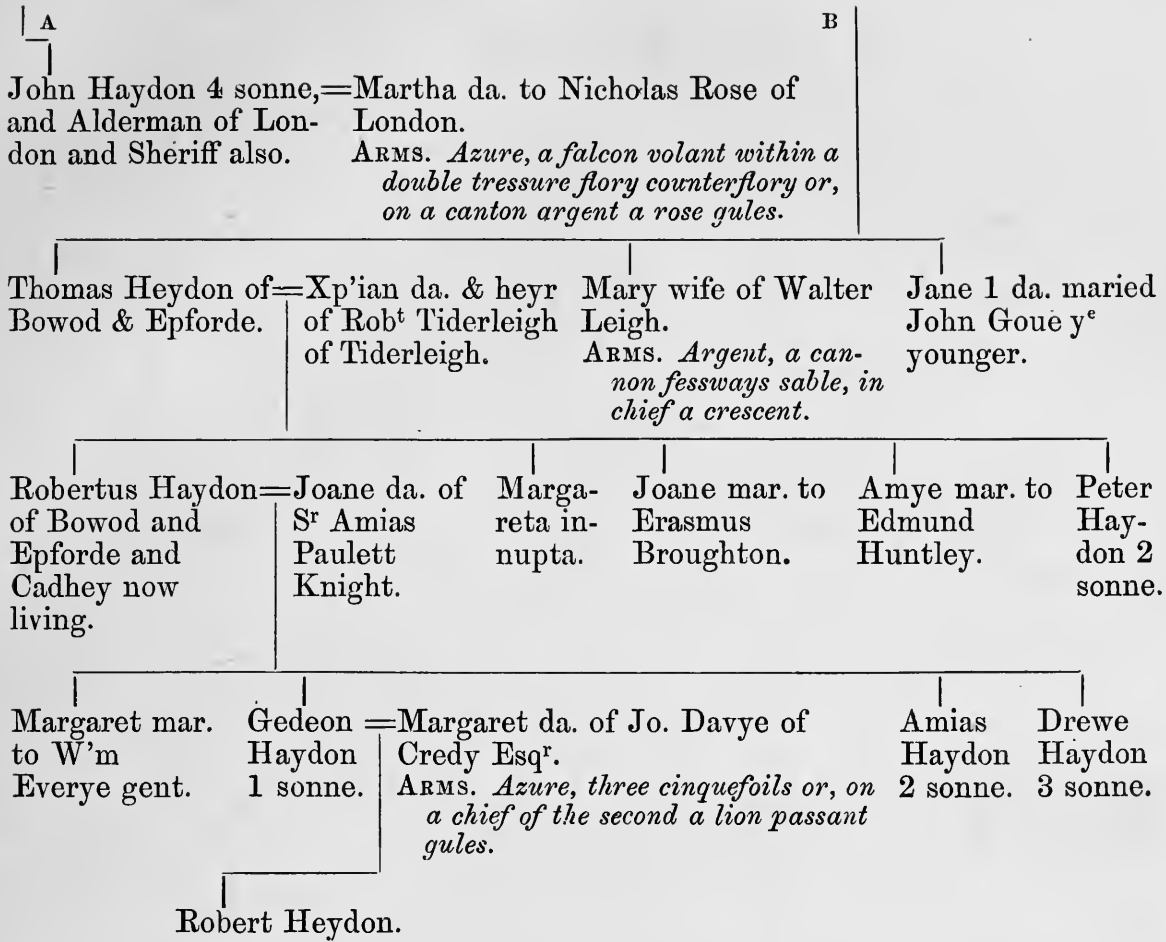 A
B
John Haydon 4 sonne,=Martha da. to Nicholas Rose of
and Alderman of Lon-
don and Sheriff also.
London.
ARMS. Azure, a falcon volant within a
double tressure flory counterflory or,
on a canton argent a rose gules.
Thomas Heydon of=
Bowod & Epforde.
Xp'ian da. & heyr
of Robt Tiderleigh
of Tiderleigh.
Mary wife of Walter
Leigh.
ARMS. Argent, a can-
non fessways sable, in
chief a crescent.
Jane 1 da. maried
John Goue ye
younger.
Robertus Haydon=
of Bowod and
Epforde and
Cadhey now
living.
Joane da. of
Sr Amias
Paulett
Knight.
Marga-
reta in-
nupta.
Joane mar. to
Erasmus
Broughton.
Amye mar. to
Edmund
Huntley.
Peter
Hay-
don 2
sonne.
Margaret mar.
to W'm
Everye gent.
Gedeon =
Haydon
1 sonne.
Margaret da. of Jo. Davye of
Credy Esqr.
ARMS. Azure, three cinquefoils or, on
a chief of the second a lion passant
gules.
Amias
Haydon
2 sonne.
Drewe
Haydon
3 sonne.
Robert Heydon.